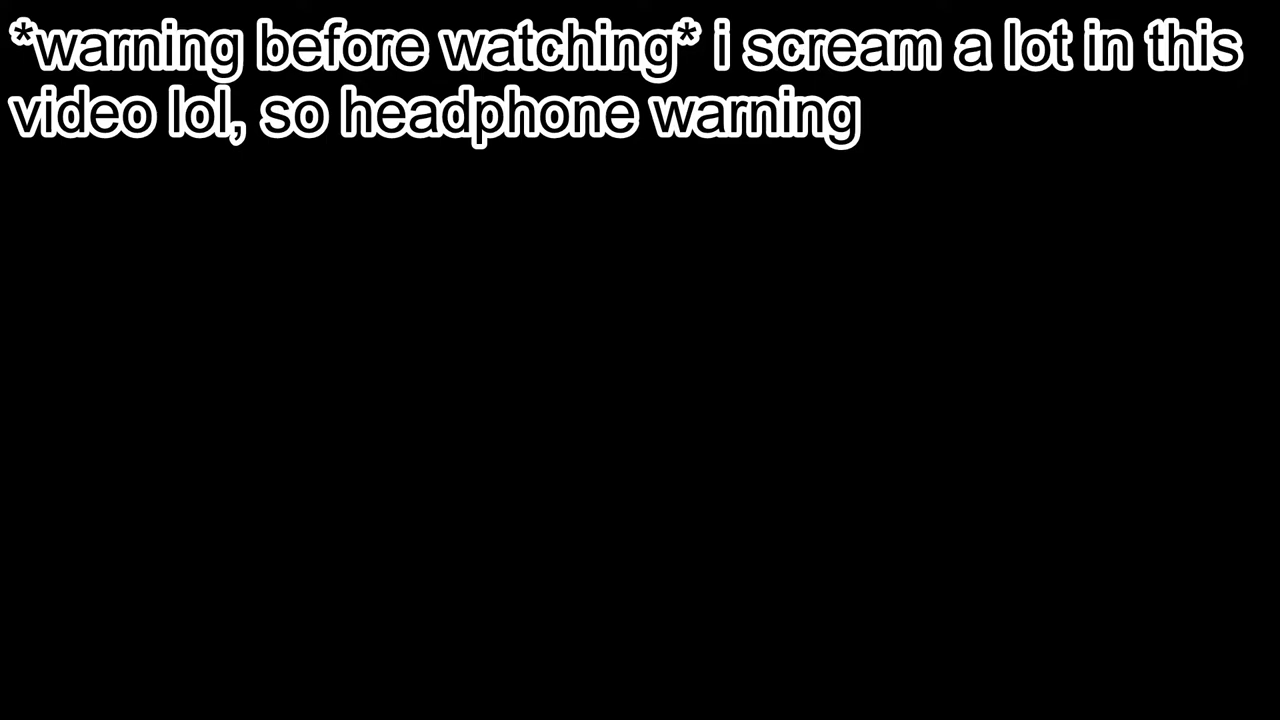 *warning before watching* i scream a lot in this
video lol, so headphone warning